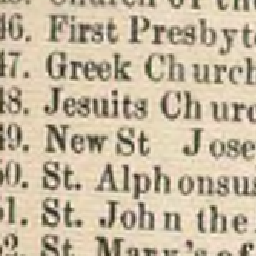 46. First Presbyt
47. Greek Church
48. Jesuits Churc
49. New St Jose
50. St. Alphonsus
51. St. John the
52. St. Mary's of